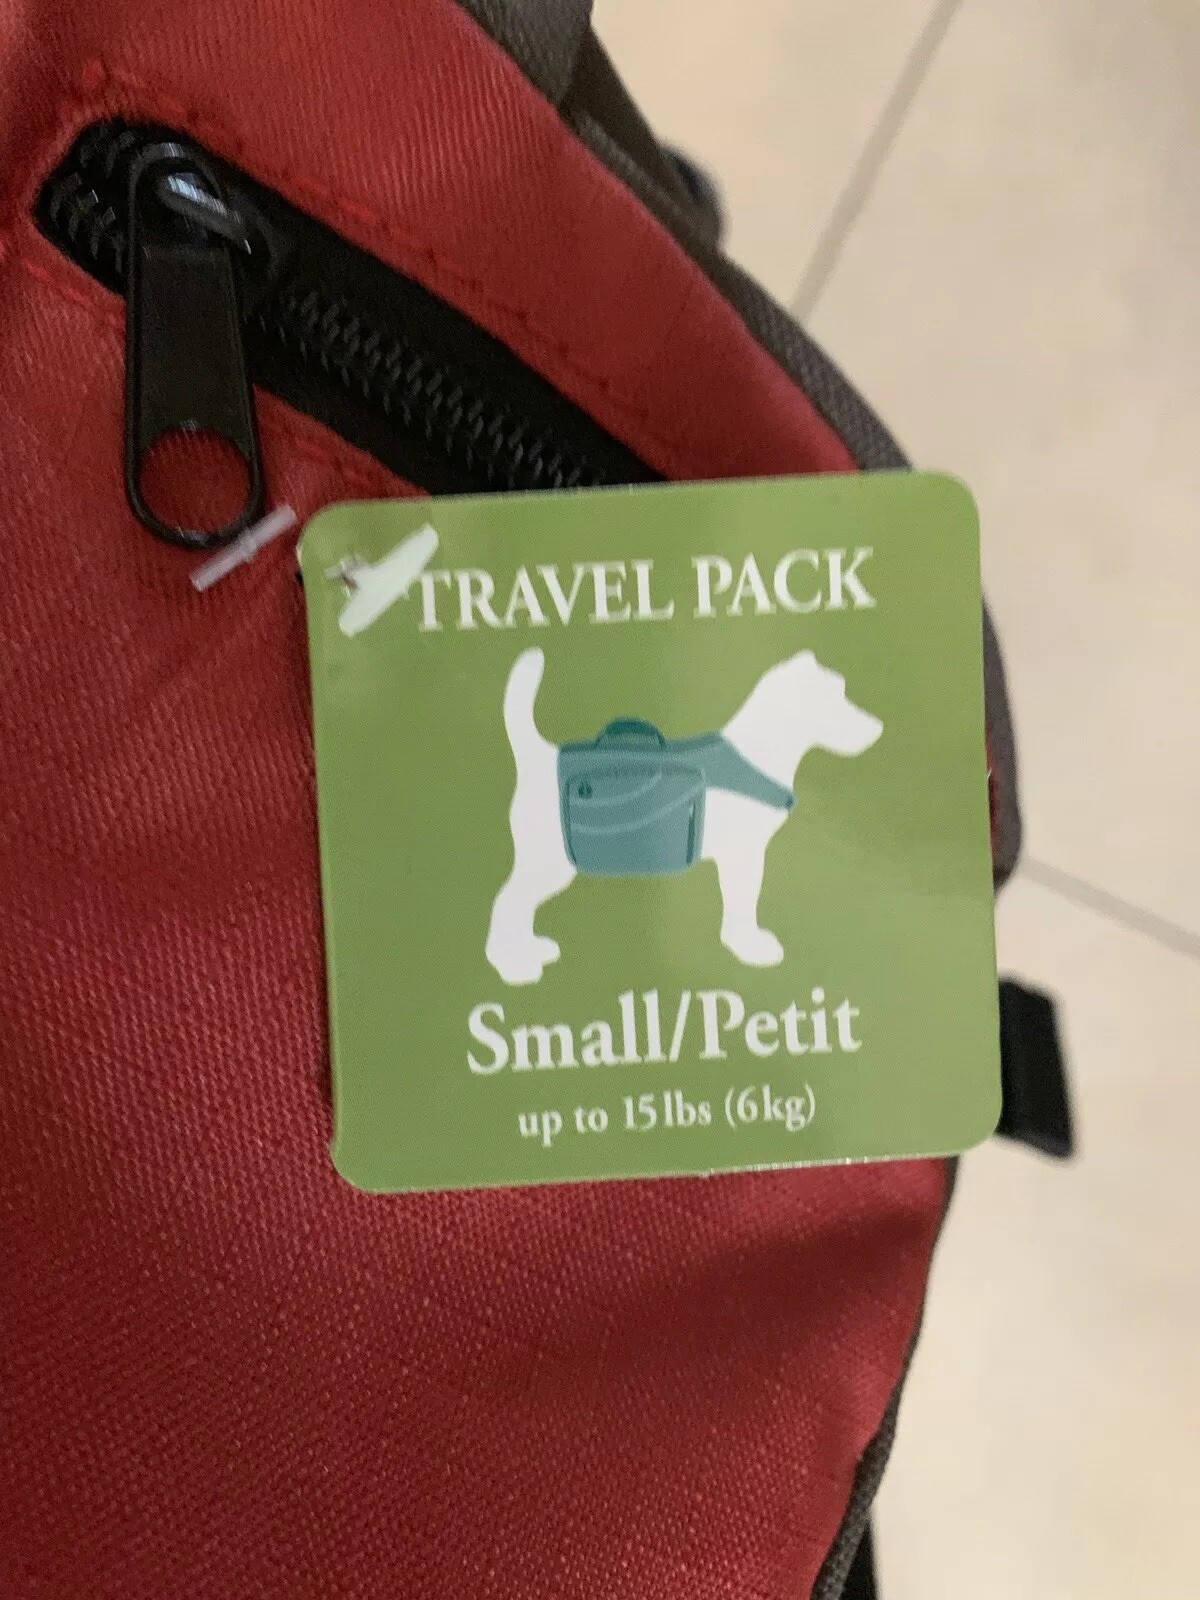 TRAVEL PACK
Small/Petit
up to 15 lbs (6 kg)